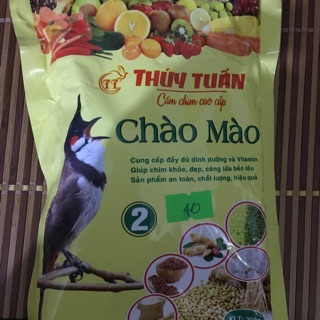 TT
THÚY TUẤN
Cám chim cao cấp
Chào Mào
Cung cấp đầy đủ dinh dưỡng và Vitamin
Giúp chim khỏe, đẹp, căng lửa bền lâu
Sản phẩm an toàn, chất lượng, hiệu quả
2
40